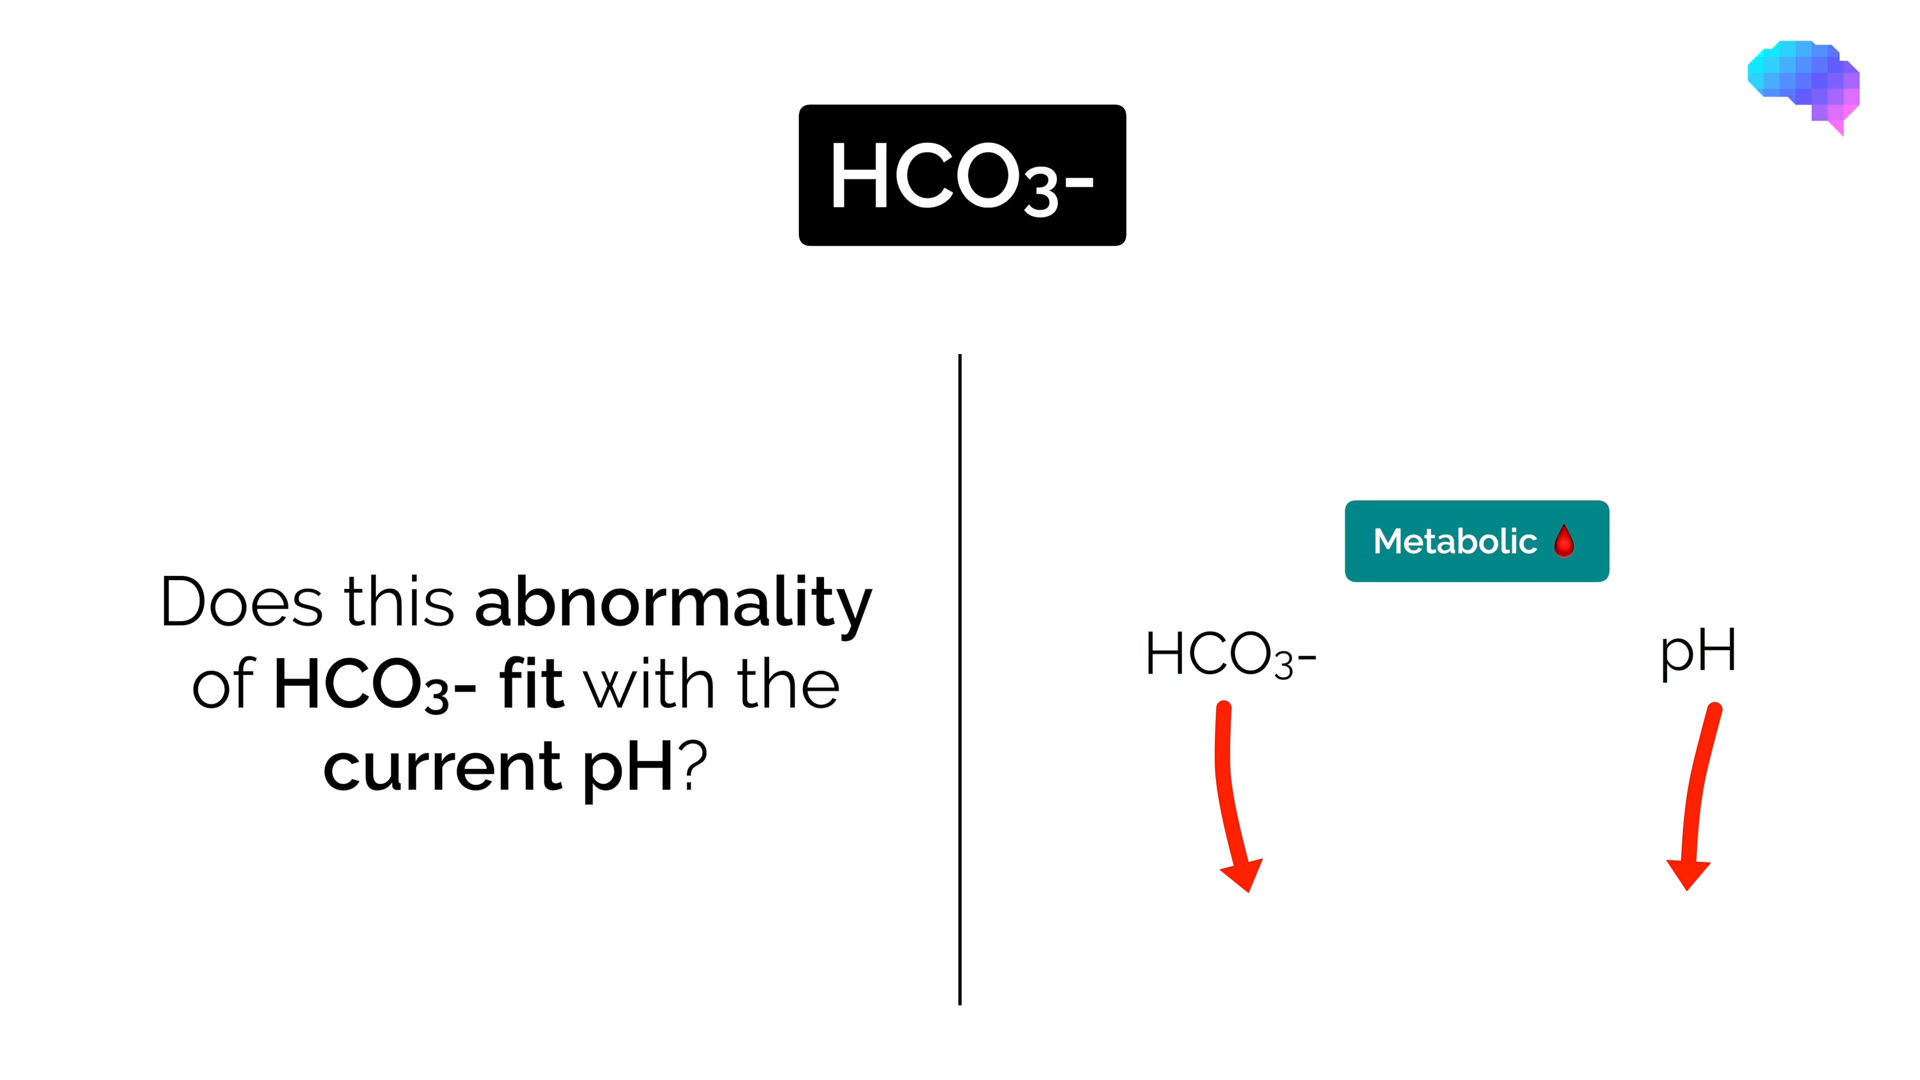 HCO₃-
Does this abnormality
of HCO₃- fit with the
current pH?
Metabolic 🩸
HCO₃-
pH